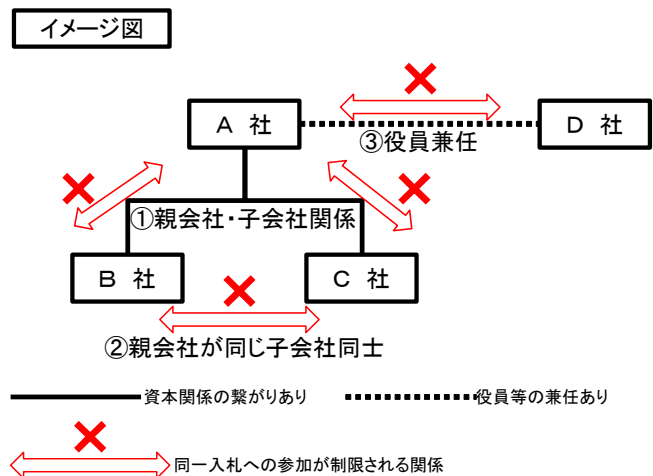 イメージ図
A 社
D 社
③役員兼任
①親会社・子会社関係
B 社
C 社
②親会社が同じ子会社同士
資本関係の繋がりあり
役員等の兼任あり
同一入札への参加が制限される関係